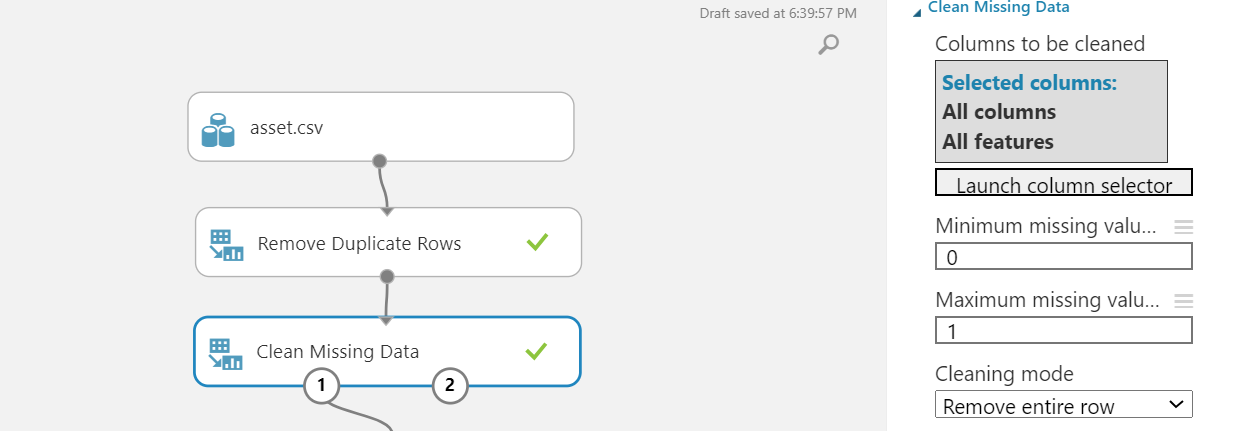 Draft saved at 6:39:57 PM
asset.csv
Remove Duplicate Rows
Clean Missing Data
1
2
Clean Missing Data
Columns to be cleaned
Selected columns:
All columns
All features
Launch column selector
Minimum missing valu...
0
Maximum missing valu...
1
Cleaning mode
Remove entire row